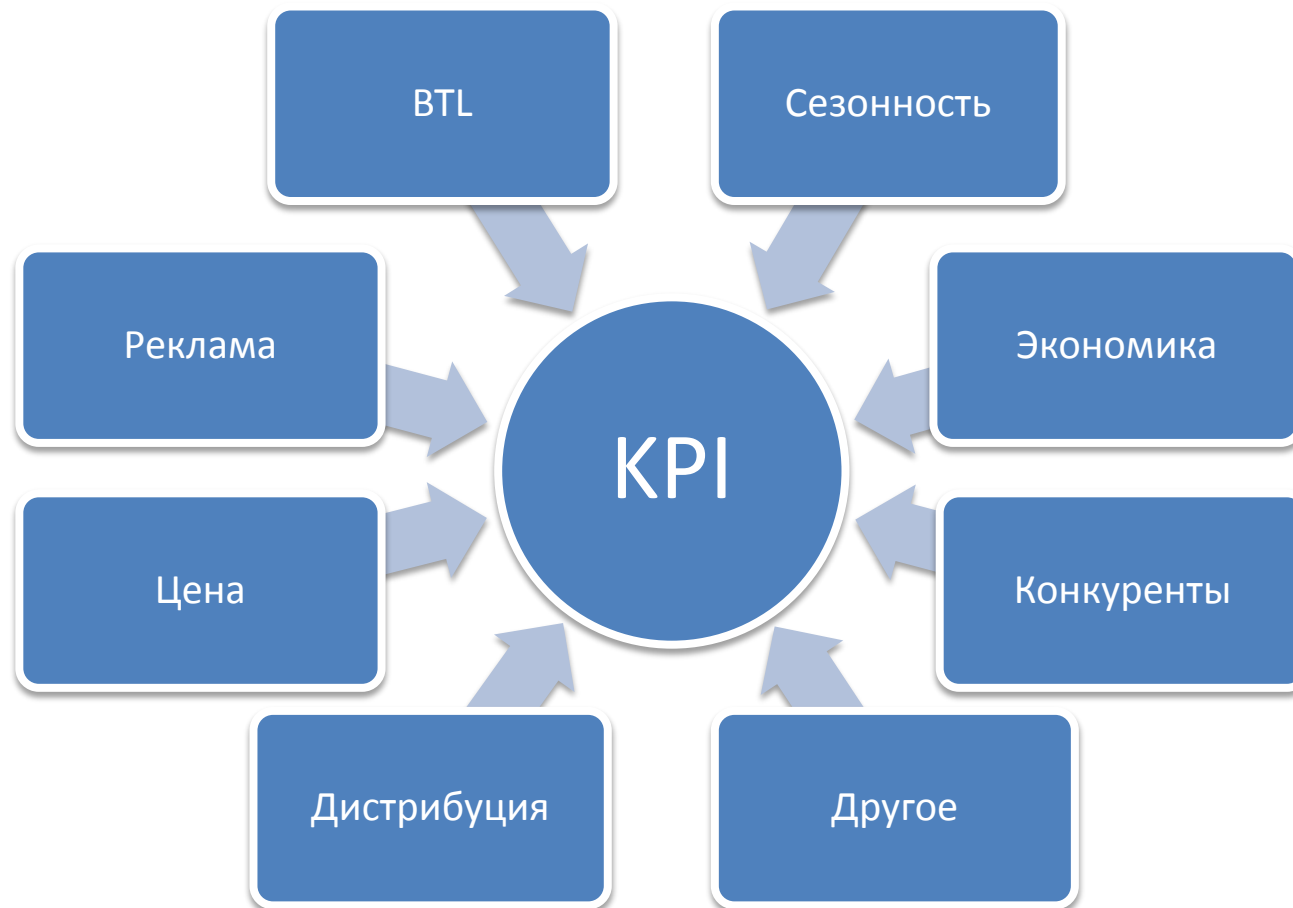 BTL
Сезонность
Реклама
Экономика
KPI
Цена
Конкуренты
Дистрибуция
Другое